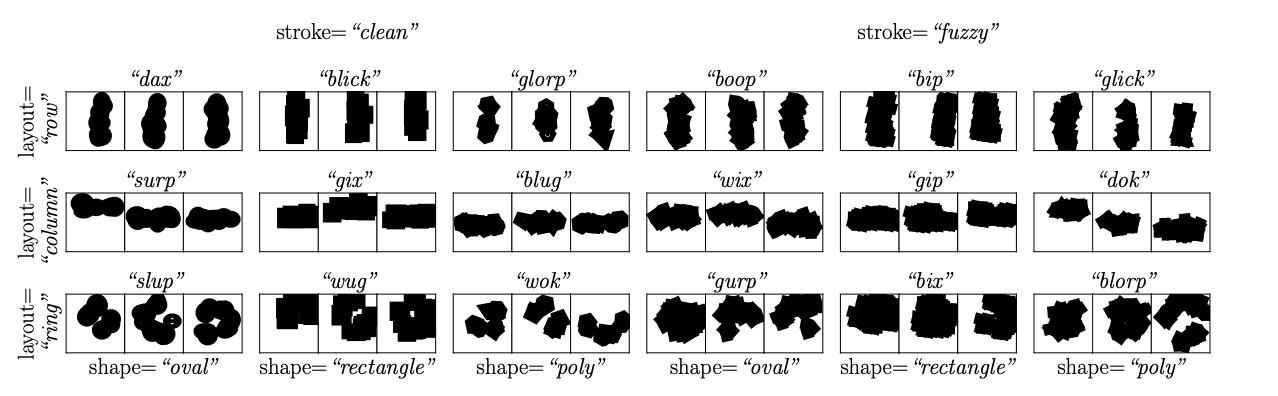 stroke= “clean” stroke= “fuzzy”
“dax” “blick” “glorp” “boop” “bip” “glick”
layout=
“row”
“surp” “gix” “blug” “wix” “gip” “dok”
layout=
“column”
“slup” “wug” “wok” “gurp” “bix” “blorp”
layout=
“ring”
shape= “oval” shape= “rectangle” shape= “poly” shape= “oval” shape= “rectangle” shape= “poly”